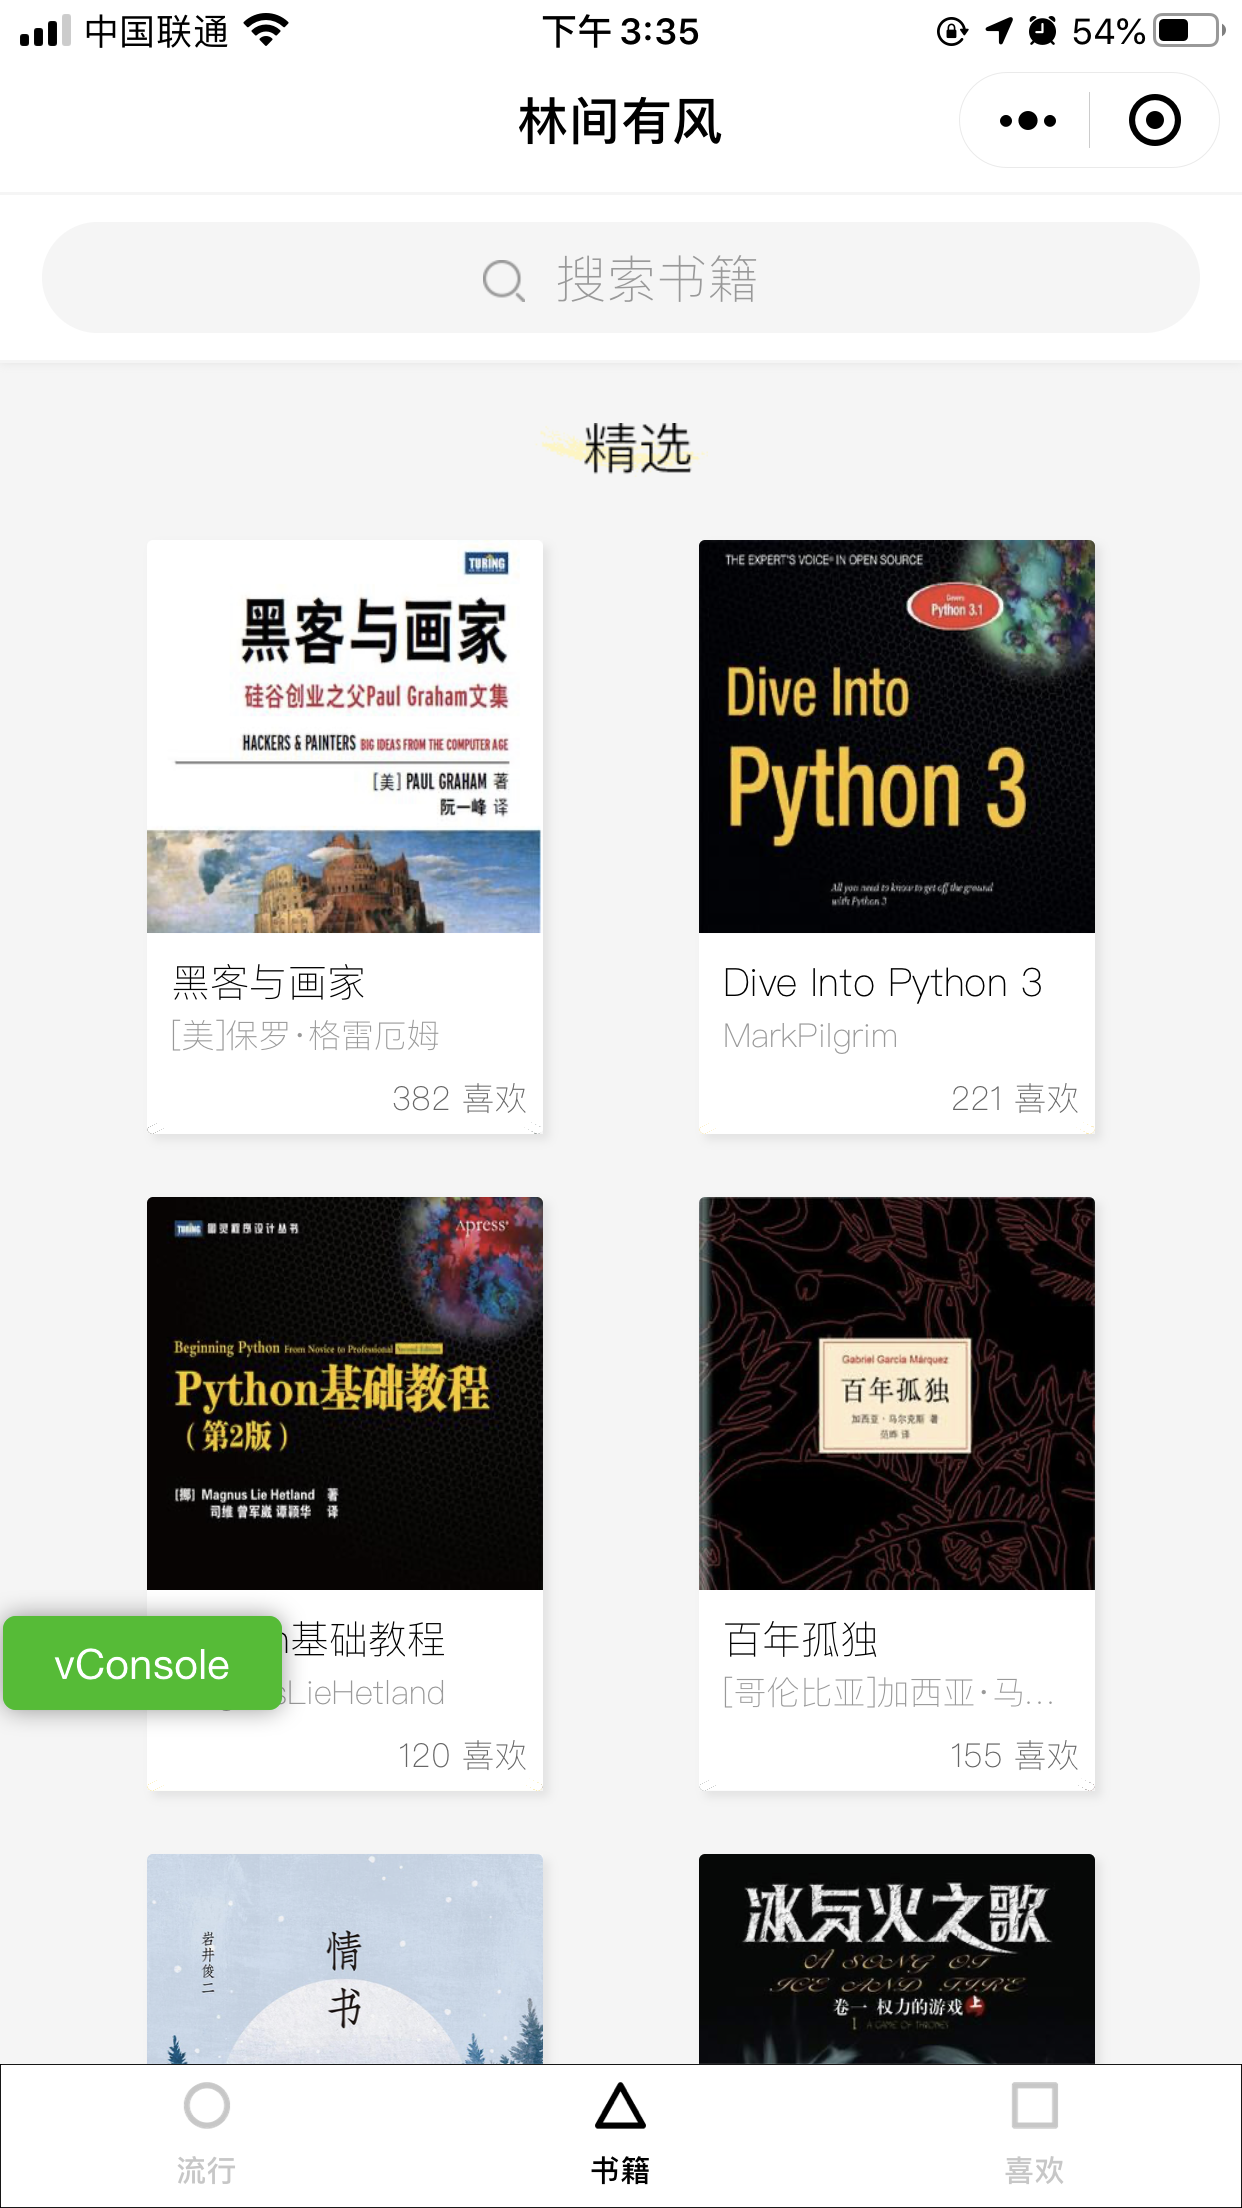 中国联通
下午 3:35
54%
林间有风
搜索书籍
精选
TURING
黑客与画家
硅谷创业之父Paul Graham文集
HACKERS & PAINTERS BIG IDEAS FROM THE COMPUTER AGE
[美] PAUL GRAHAM 著
阮一峰 译
黑客与画家
[美]保罗·格雷厄姆
382 喜欢
THE EXPERT'S VOICE® IN OPEN SOURCE
Covers
Python 3.1
Dive Into
Python 3
All you need to know to get off the ground
with Python 3
Dive Into Python 3
MarkPilgrim
221 喜欢
TURING 图灵程序设计丛书
Apress®
Beginning Python From Novice to Professional Second Edition
Python基础教程
（第2版）
[挪] Magnus Lie Hetland 著
司维 曾军崴 谭颖华 译
n基础教程
sLieHetland
120 喜欢
vConsole
Gabriel García Márquez
百年孤独
加西亚·马尔克斯 著
范晔 译
百年孤独
[哥伦比亚]加西亚·马...
155 喜欢
岩井俊二
情书
冰与火之歌
A SONG OF
ICE AND FIRE
卷一 权力的游戏 上
1 A GAME OF THRONES
流行
书籍
喜欢